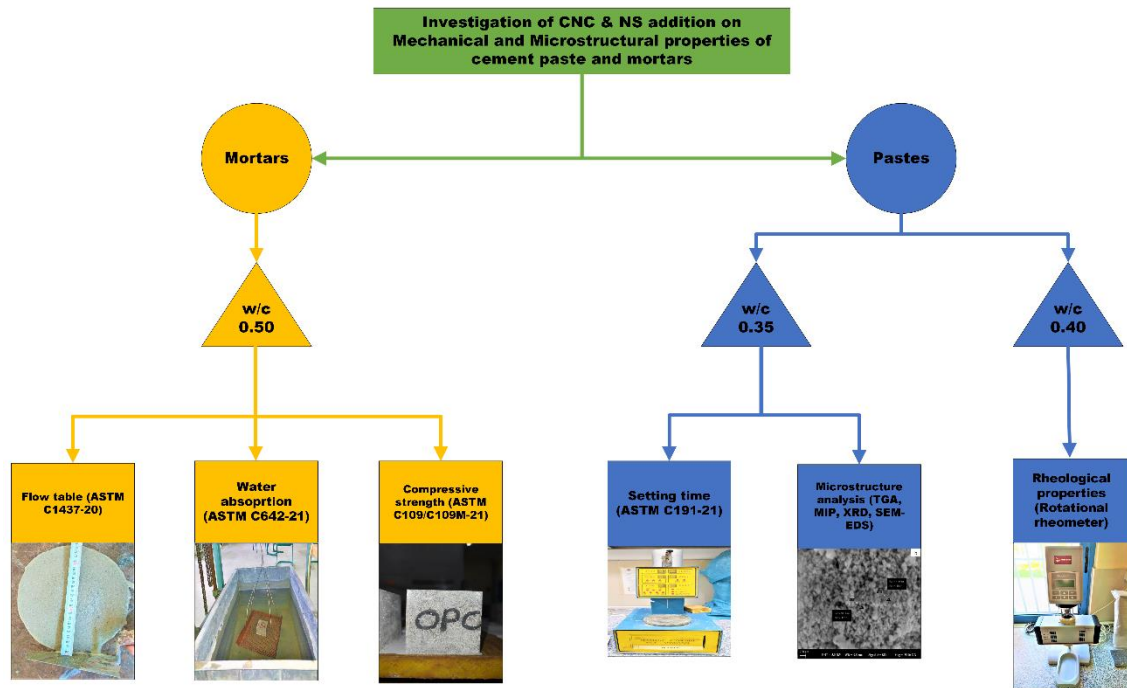 Investigation of CNC & NS addition on
Mechanical and Microstructural properties of
cement paste and mortars
Mortars
Pastes
w/c
0.50
w/c
0.35
w/c
0.40
Flow table (ASTM
C1437-20)
Water
absoprtion
(ASTM C642-21)
Compressive
strength (ASTM
C109/C109M-21)
Setting time
(ASTM C191-21)
Microstructure
analysis (TGA,
MIP, XRD, SEM-
EDS)
Rheological
properties
(Rotational
rheometer)
OPC